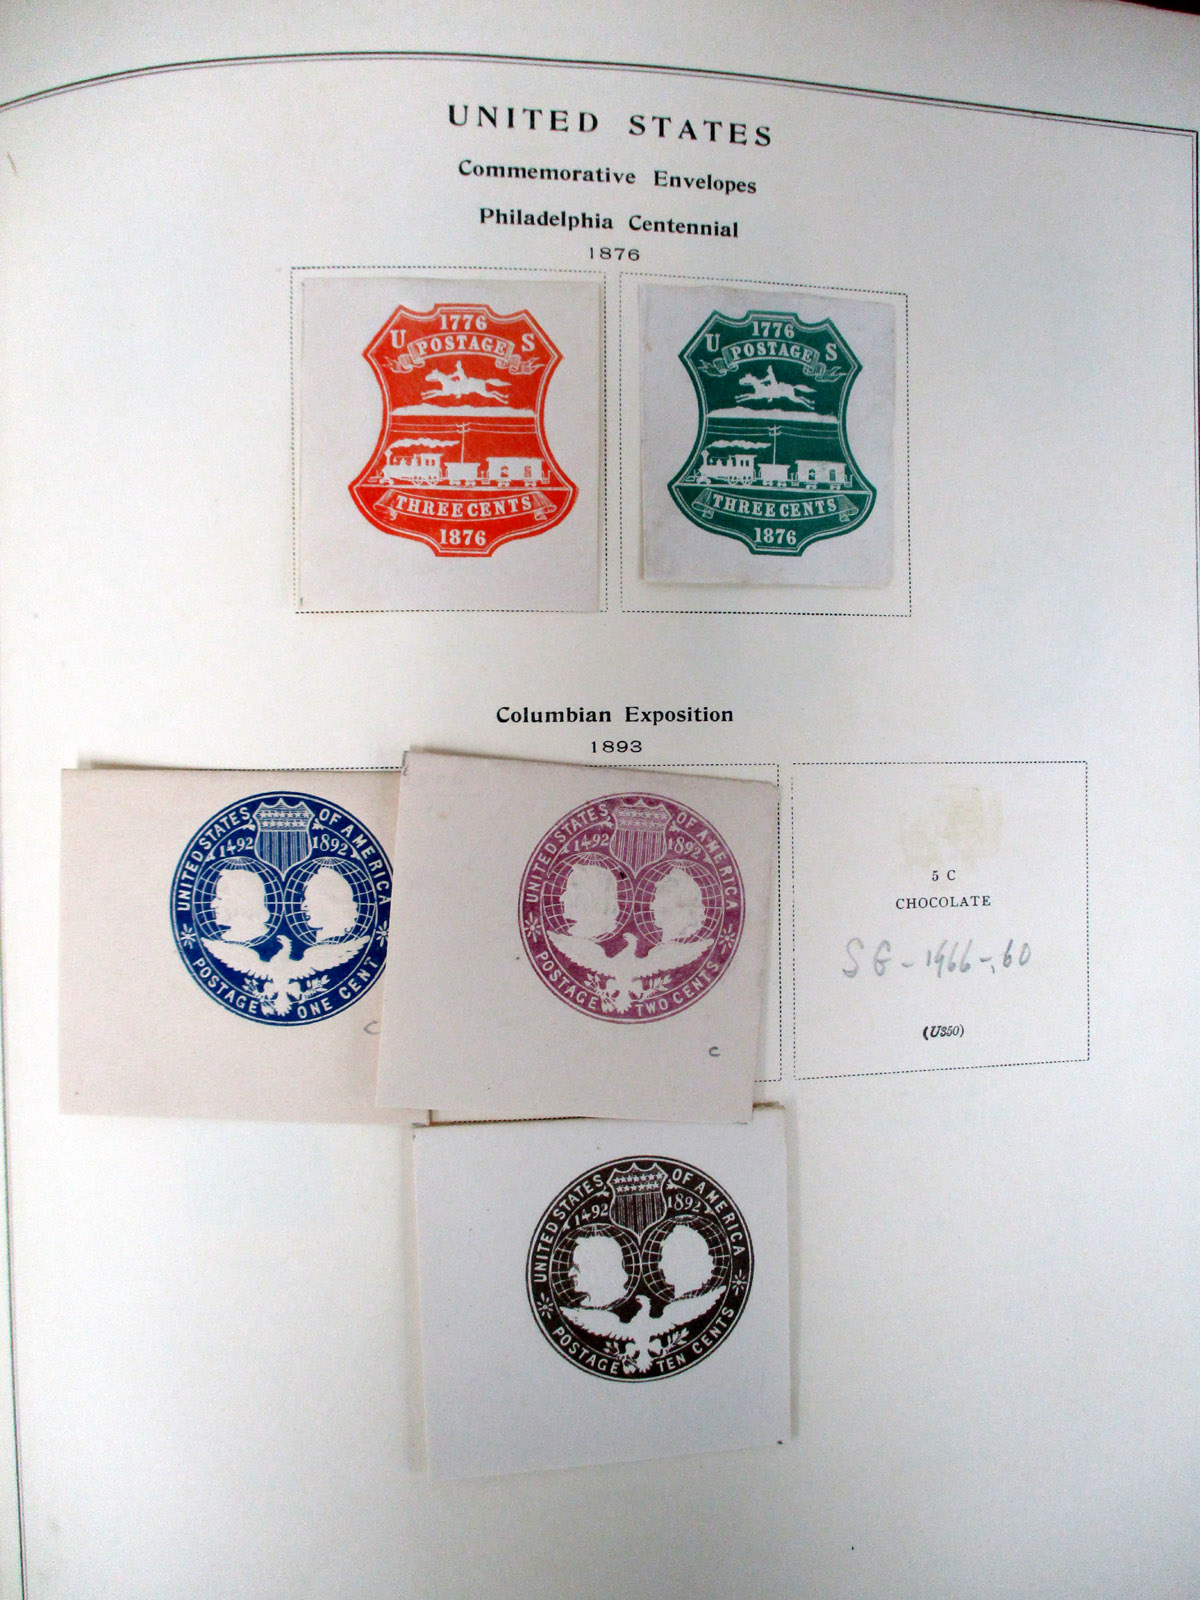 UNITED STATES
Commemorative Envelopes
Philadelphia Centennial
1876
1776
U POSTAGE S
THREE CENTS
1876
1776
U POSTAGE S
THREE CENTS
1876
Columbian Exposition
1893
UNITED STATES OF AMERICA
1492 1892
POSTAGE ONE CENT
C
UNITED STATES OF AMERICA
1492 1892
POSTAGE TWO CENTS
C
5 C
CHOCOLATE
SG - 1966 - .60
(U350)
UNITED STATES OF AMERICA
1492 1892
POSTAGE TEN CENTS